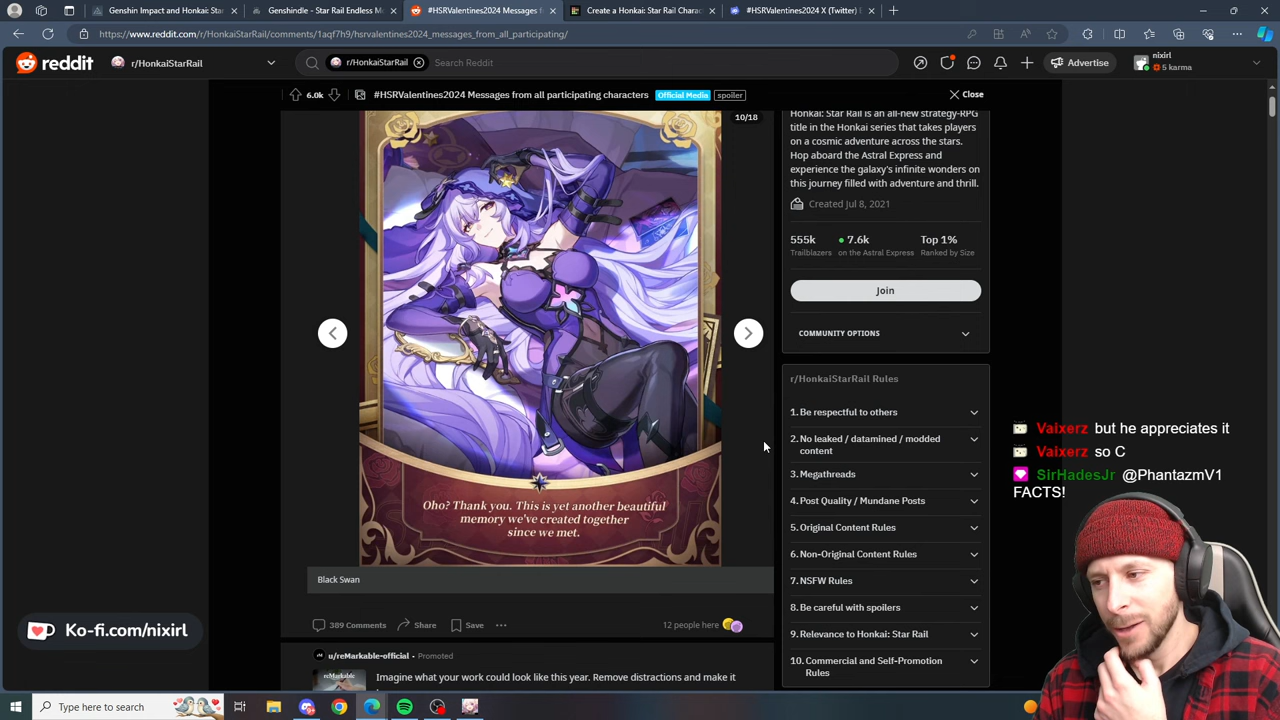 Genshin Impact and Honkai: Star
Genshindle - Star Rail Endless M
#HSRValentines2024 Messages f
Create a Honkai: Star Rail Charac
#HSRValentines2024 X (Twitter)
https://www.reddit.com/r/HonkaiStarRail/comments/1aqf7h9/hsrvalentines2024_messages_from_all_participating/
reddit
r/HonkaiStarRail
r/HonkaiStarRail
Search Reddit
Advertise
nixirl
5 karma
6.0k
#HSRValentines2024 Messages from all participating characters
Official Media
spoiler
Close
10/18
Honkai: Star Rail is an all-new strategy-RPG
title in the Honkai series that takes players
on a cosmic adventure across the stars.
Hop aboard the Astral Express and
experience the galaxy's infinite wonders on
this journey filled with adventure and thrill.
Created Jul 8, 2021
555k
7.6k
Top 1%
Trailblazers
on the Astral Express
Ranked by Size
Join
COMMUNITY OPTIONS
r/HonkaiStarRail Rules
1. Be respectful to others
2. No leaked / datamined / modded
content
3. Megathreads
4. Post Quality / Mundane Posts
5. Original Content Rules
6. Non-Original Content Rules
7. NSFW Rules
8. Be careful with spoilers
9. Relevance to Honkai: Star Rail
10. Commercial and Self-Promotion
Rules
Oho? Thank you. This is yet another beautiful
memory we've created together
since we met.
Black Swan
389 Comments
Share
Save
12 people here
u/reMarkable-official • Promoted
reMarkable
Imagine what your work could look like this year. Remove distractions and make it
Vaixerz but he appreciates it
Vaixerz so C
SirHadesJr @PhantazmV1
FACTS!
Ko-fi.com/nixirl
Type here to search